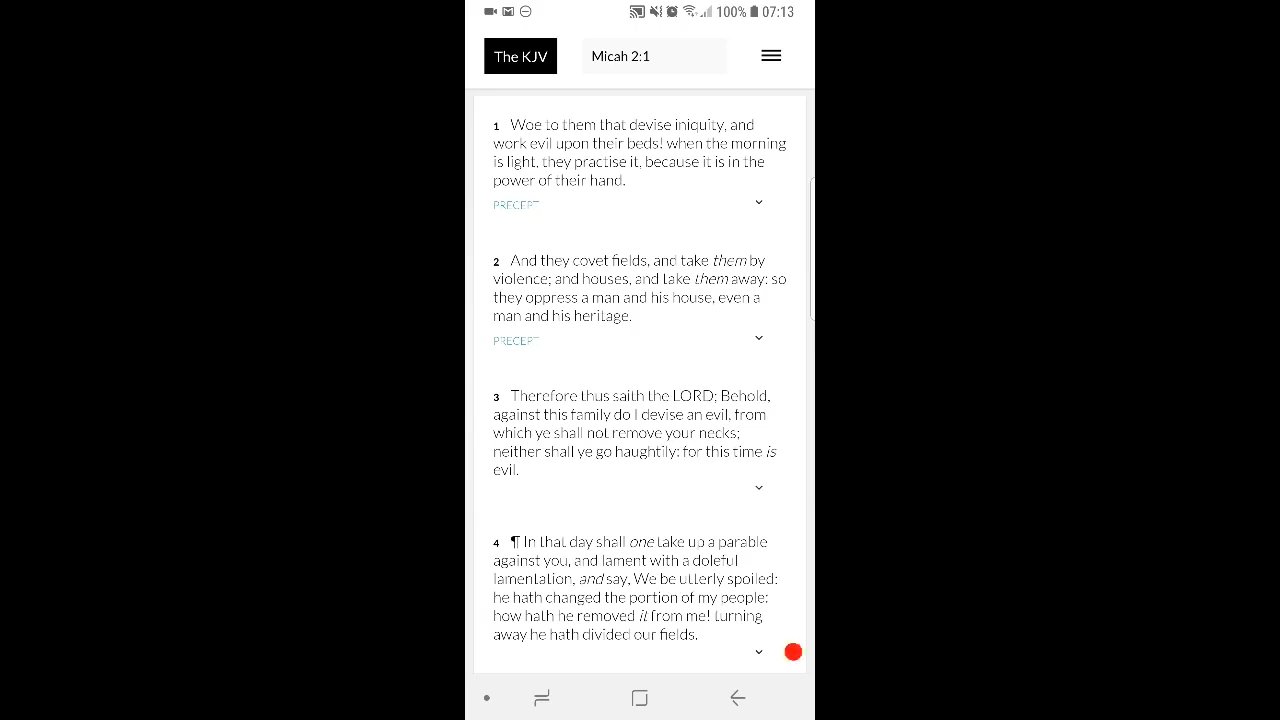 100% 07:13
The KJV
Micah 2:1
1 Woe to them that devise iniquity, and
work evil upon their beds! when the morning
is light, they practise it, because it is in the
power of their hand.
PRECEPT
2 And they covet fields, and take them by
violence; and houses, and take them away: so
they oppress a man and his house, even a
man and his heritage.
PRECEPT
3 Therefore thus saith the LORD; Behold,
against this family do I devise an evil, from
which ye shall not remove your necks;
neither shall ye go haughtily: for this time is
evil.
4 ¶ In that day shall one take up a parable
against you, and lament with a doleful
lamentation, and say, We be utterly spoiled:
he hath changed the portion of my people:
how hath he removed it from me! turning
away he hath divided our fields.